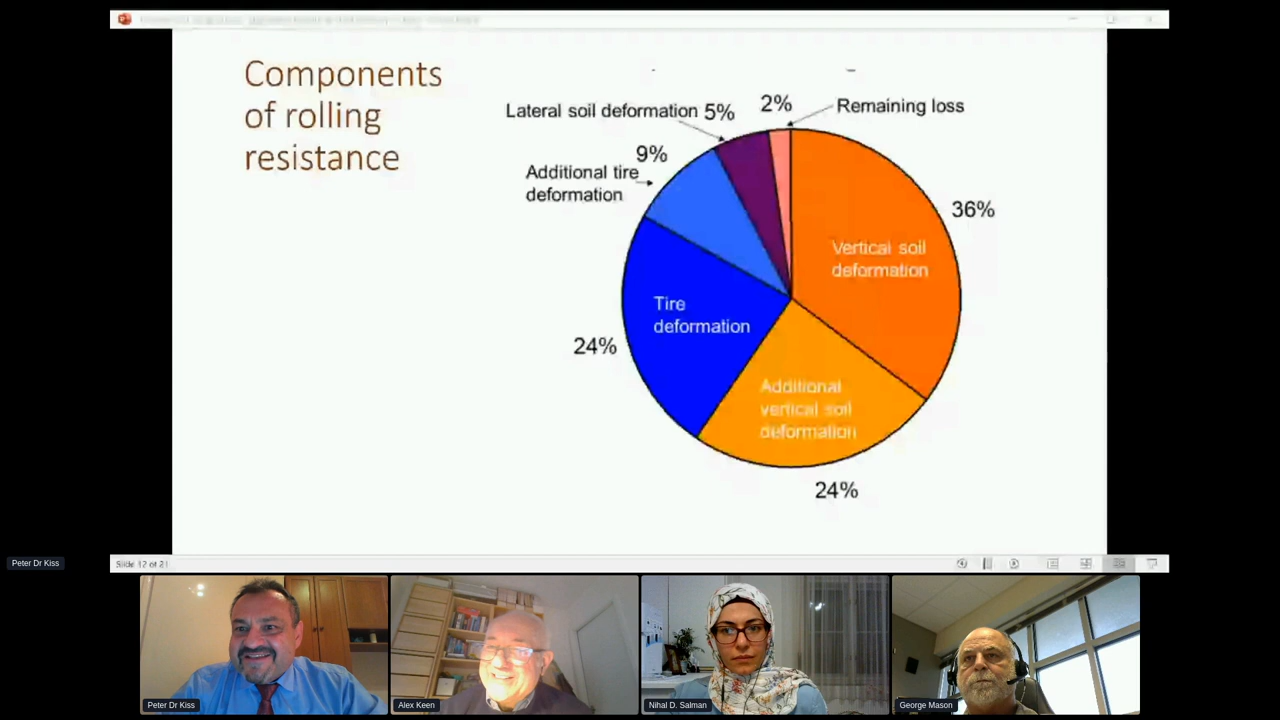 Components
of rolling
resistance
Lateral soil deformation 5%
2%
Remaining loss
9%
Additional tire
deformation
36%
Vertical soil
deformation
Tire
deformation
24%
Additional
vertical soil
deformation
24%
Slide 12 of 21
Peter Dr Kiss
Peter Dr Kiss
Alex Keen
Nihal D. Salman
George Mason